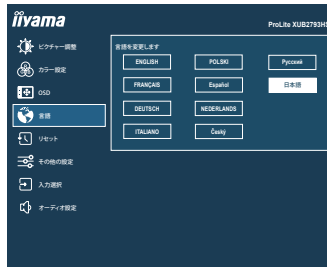 iiyama
ProLite XUB2793HS
ピクチャー調整
カラー設定
OSD
言語
リセット
その他の設定
入力選択
オーディオ設定
言語を変更します
ENGLISH POLSKI Русский
FRANÇAIS Español 日本語
DEUTSCH NEDERLANDS
ITALIANO Český